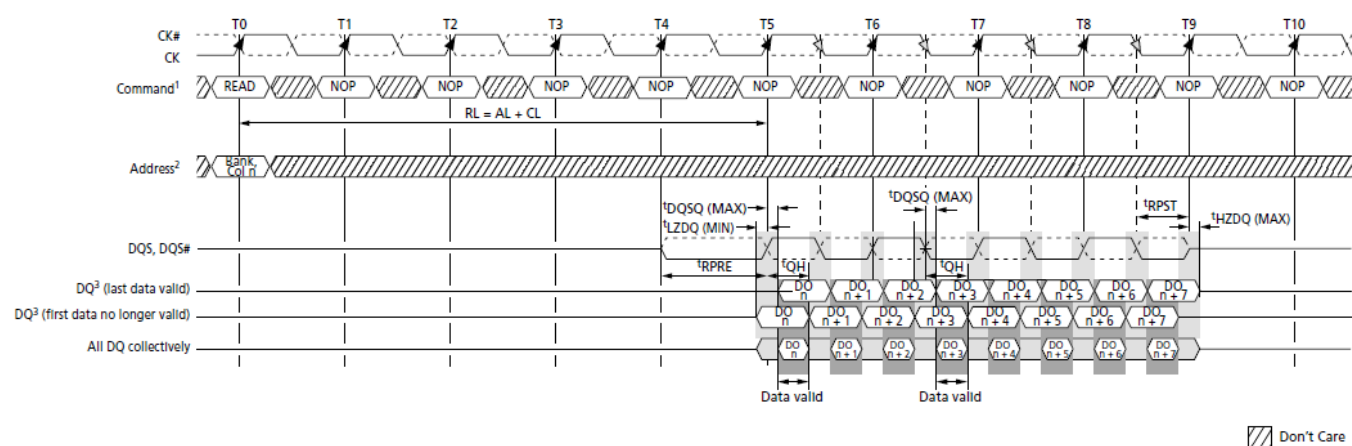 T0 T1 T2 T3 T4 T5 T6 T7 T8 T9 T10
CK#
CK
Command¹ READ NOP NOP NOP NOP NOP NOP NOP NOP NOP NOP
RL = AL + CL
Address² Bank, Col n
tDQSQ (MAX) tDQSQ (MAX) tRPST
tLZDQ (MIN) tHZDQ (MAX)
DQS, DQS#
tRPRE tQH tQH
DQ³ (last data valid) DO n DO n + 1 DO n + 2 DO n + 3 DO n + 4 DO n + 5 DO n + 6 DO n + 7
DQ³ (first data no longer valid) DO n DO n + 1 DO n + 2 DO n + 3 DO n + 4 DO n + 5 DO n + 6 DO n + 7
All DQ collectively DO n DO n + 1 DO n + 2 DO n + 3 DO n + 4 DO n + 5 DO n + 6 DO n + 7
Data valid Data valid
Don't Care